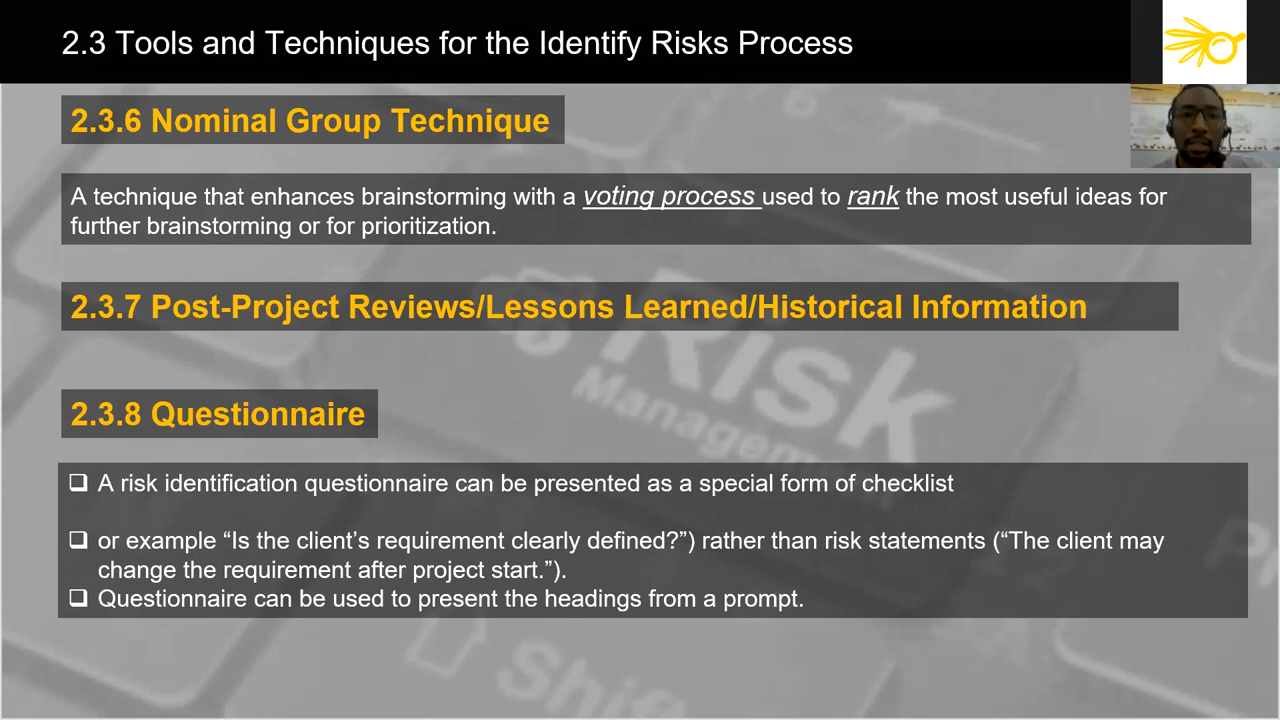 2.3 Tools and Techniques for the Identify Risks Process
2.3.6 Nominal Group Technique
A technique that enhances brainstorming with a voting process used to rank the most useful ideas for
further brainstorming or for prioritization.
2.3.7 Post-Project Reviews/Lessons Learned/Historical Information
Risk
Management
2.3.8 Questionnaire
❑ A risk identification questionnaire can be presented as a special form of checklist
❑ or example “Is the client’s requirement clearly defined?”) rather than risk statements (“The client may
change the requirement after project start.”).
❑ Questionnaire can be used to present the headings from a prompt.
Shift